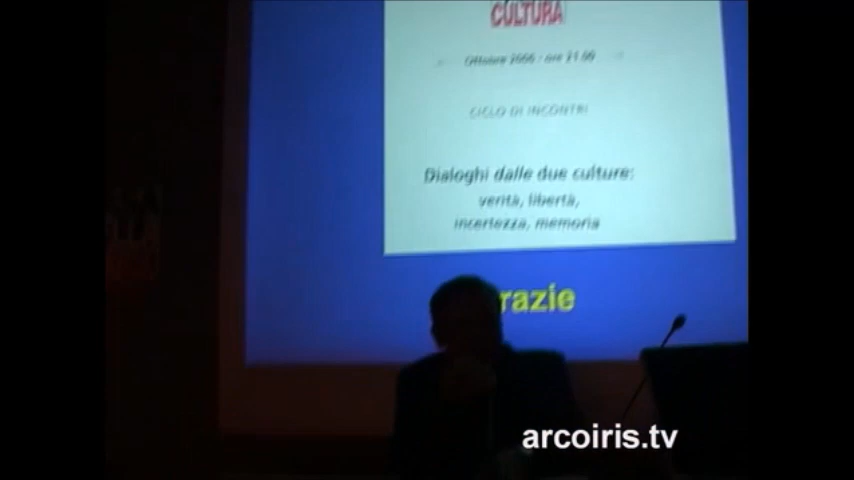 CULTURA
Ottobre 2006 - ore 21.00
CICLO DI INCONTRI
Dialoghi dalle due culture:
verità, libertà,
incertezza, memoria
razie
arcoiris.tv